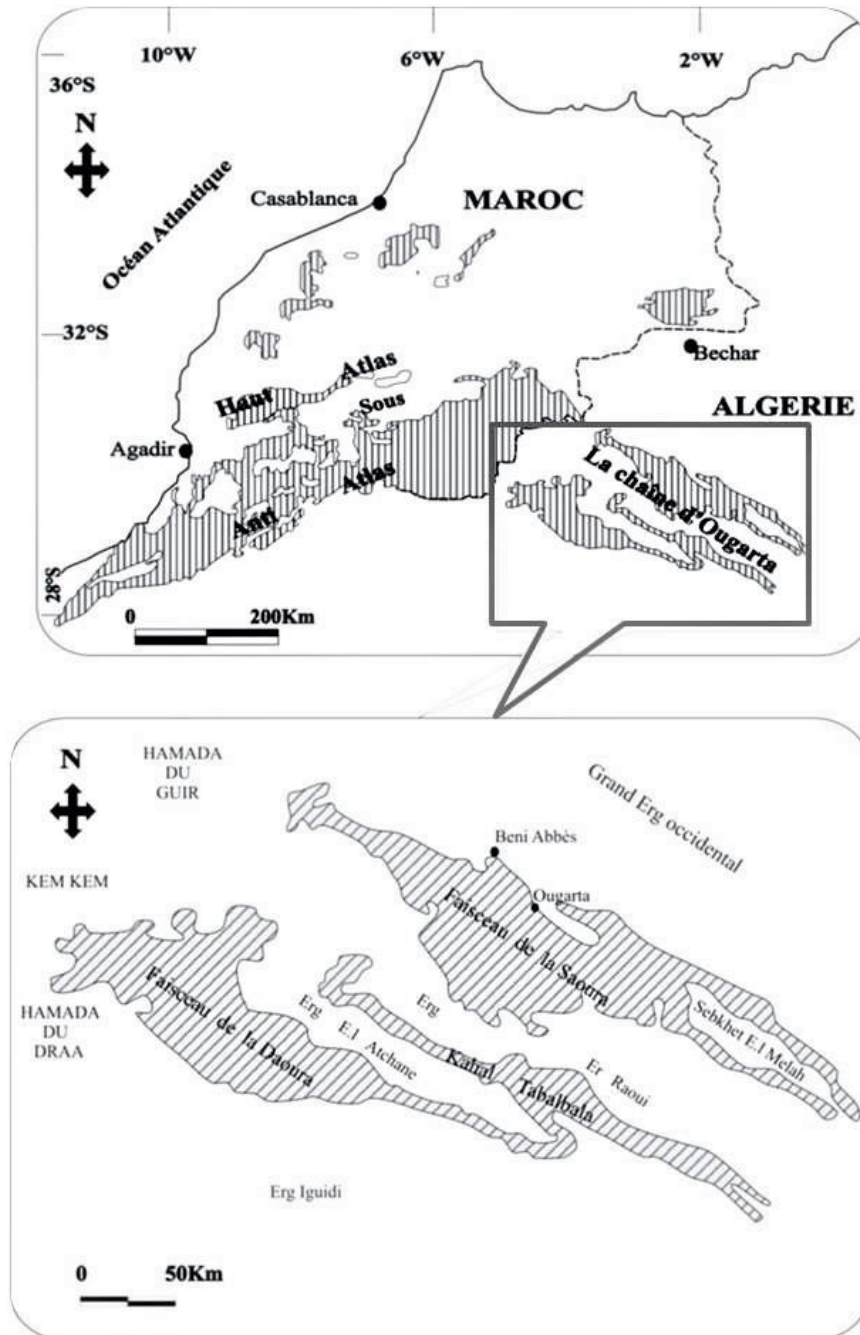 10°W
6°W
2°W
36°S
N
Océan Atlantique
Casablanca
MAROC
32°S
Bechar
Haut Atlas
Sous
ALGERIE
Agadir
Anti Atlas
La chaîne d'Ougarta
28°S
0
200Km
N
HAMADA
DU
GUIR
Grand Erg occidental
Beni Abbès
KEM KEM
Ougarta
Faisceau de la Saoura
Faisceau de la Daoura
HAMADA
DU
DRAA
Erg E.l Atchane
Erg Er Raoui
Sebkhet E.l Melah
Kahal Tabalbala
Erg Iguidi
0
50Km